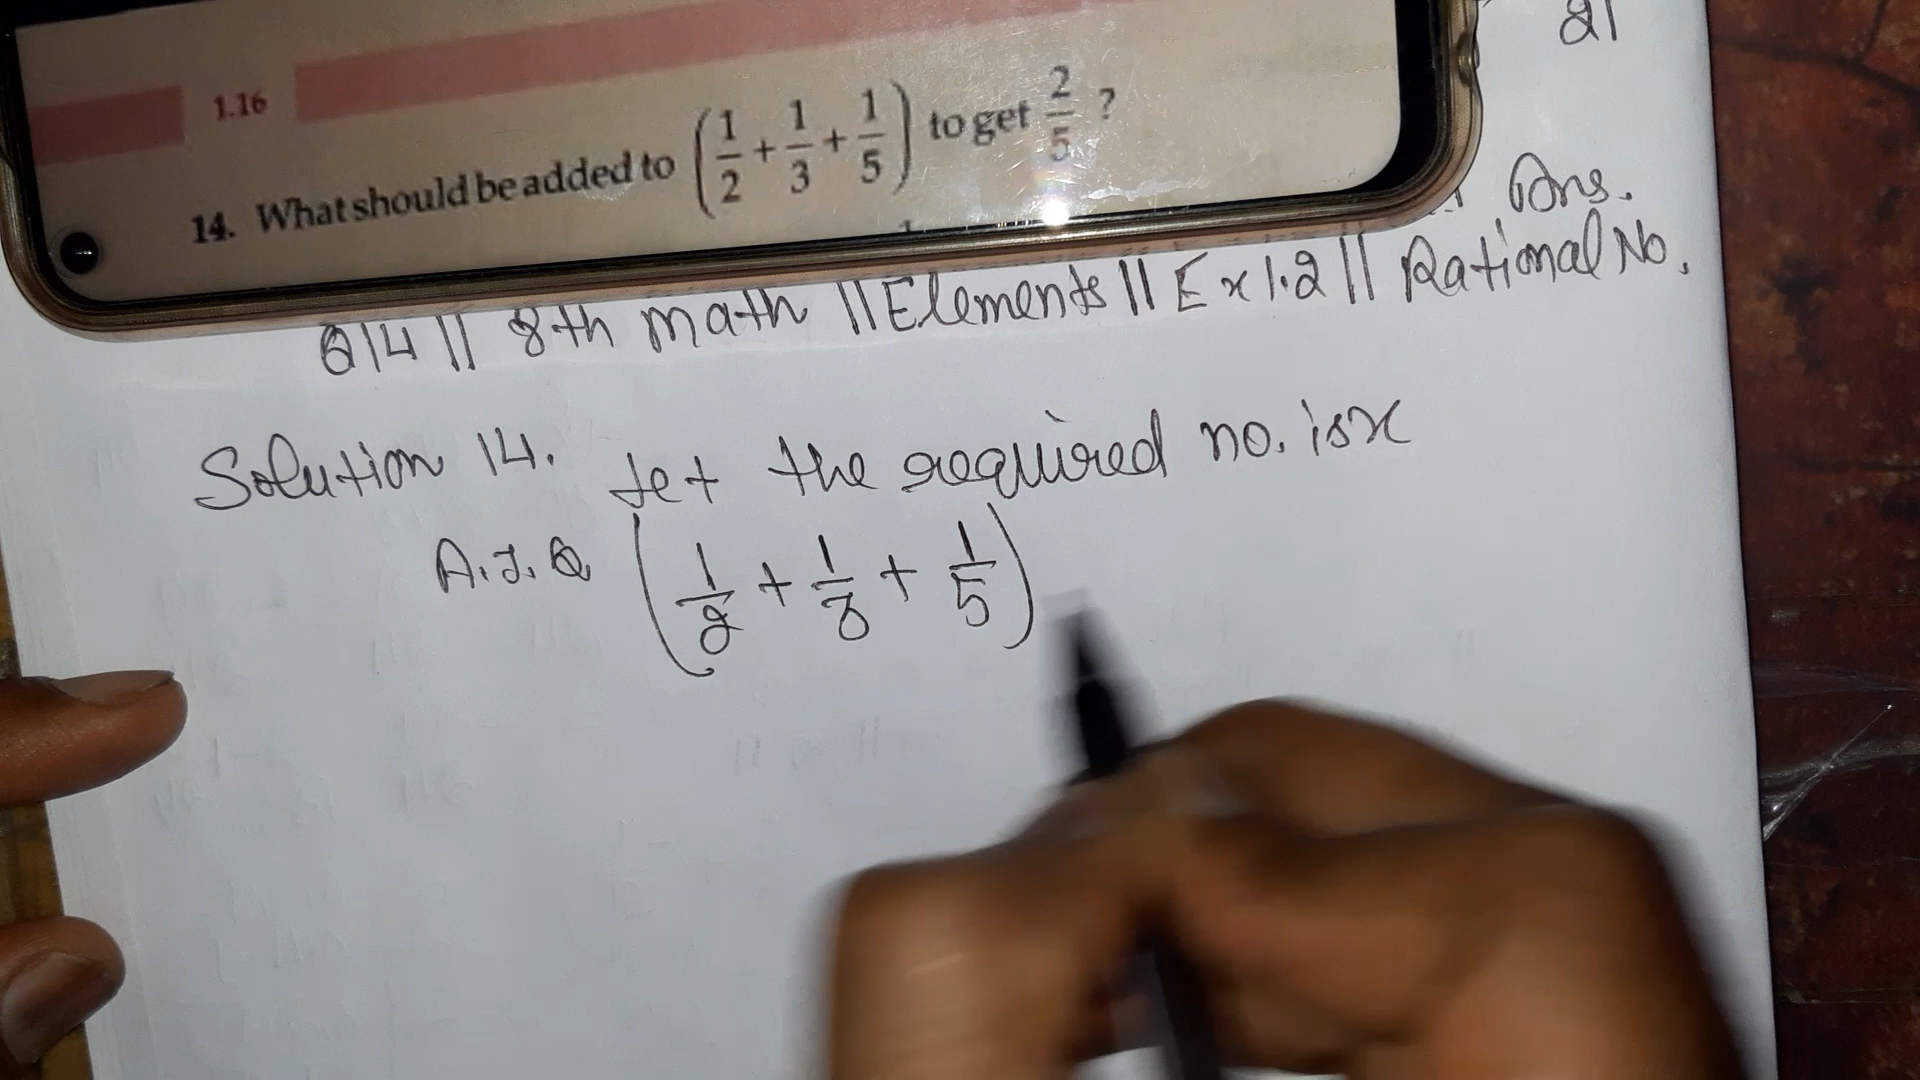 21
1.16
14. What should be added to (1/2 + 1/3 + 1/5) to get 2/5 ?
Ans.
Q14 || 8th math || Elements || Ex 1.2 || Rational No.
Solution 14. Let the required no. is x
A.T.Q (1/2 + 1/3 + 1/5)